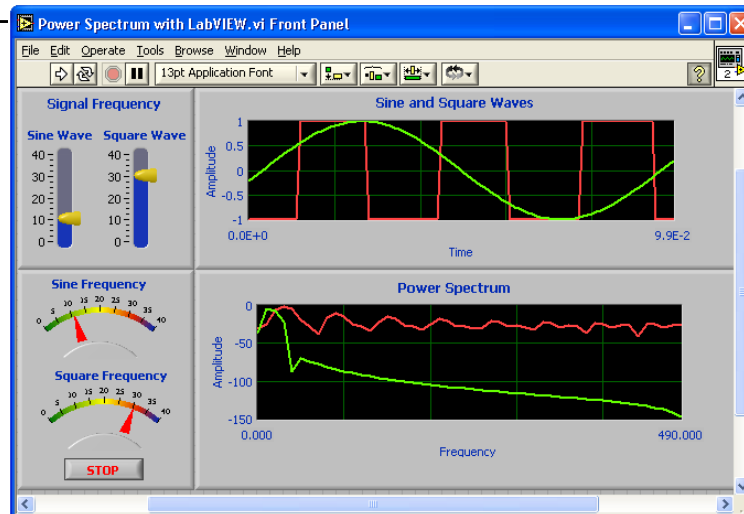 Power Spectrum with LabVIEW.vi Front Panel
File Edit Operate Tools Browse Window Help
13pt Application Font
2
Signal Frequency
Sine Wave Square Wave
40
30
20
10
0
40
30
20
10
0
Sine and Square Waves
Amplitude
1
0.5
0
-0.5
-1
0.0E+0 9.9E-2
Time
Sine Frequency
0 5 10 15 20 25 30 35 40
Square Frequency
0 5 10 15 20 25 30 35 40
STOP
Power Spectrum
Amplitude
0
-50
-100
-150
0.000 490.000
Frequency